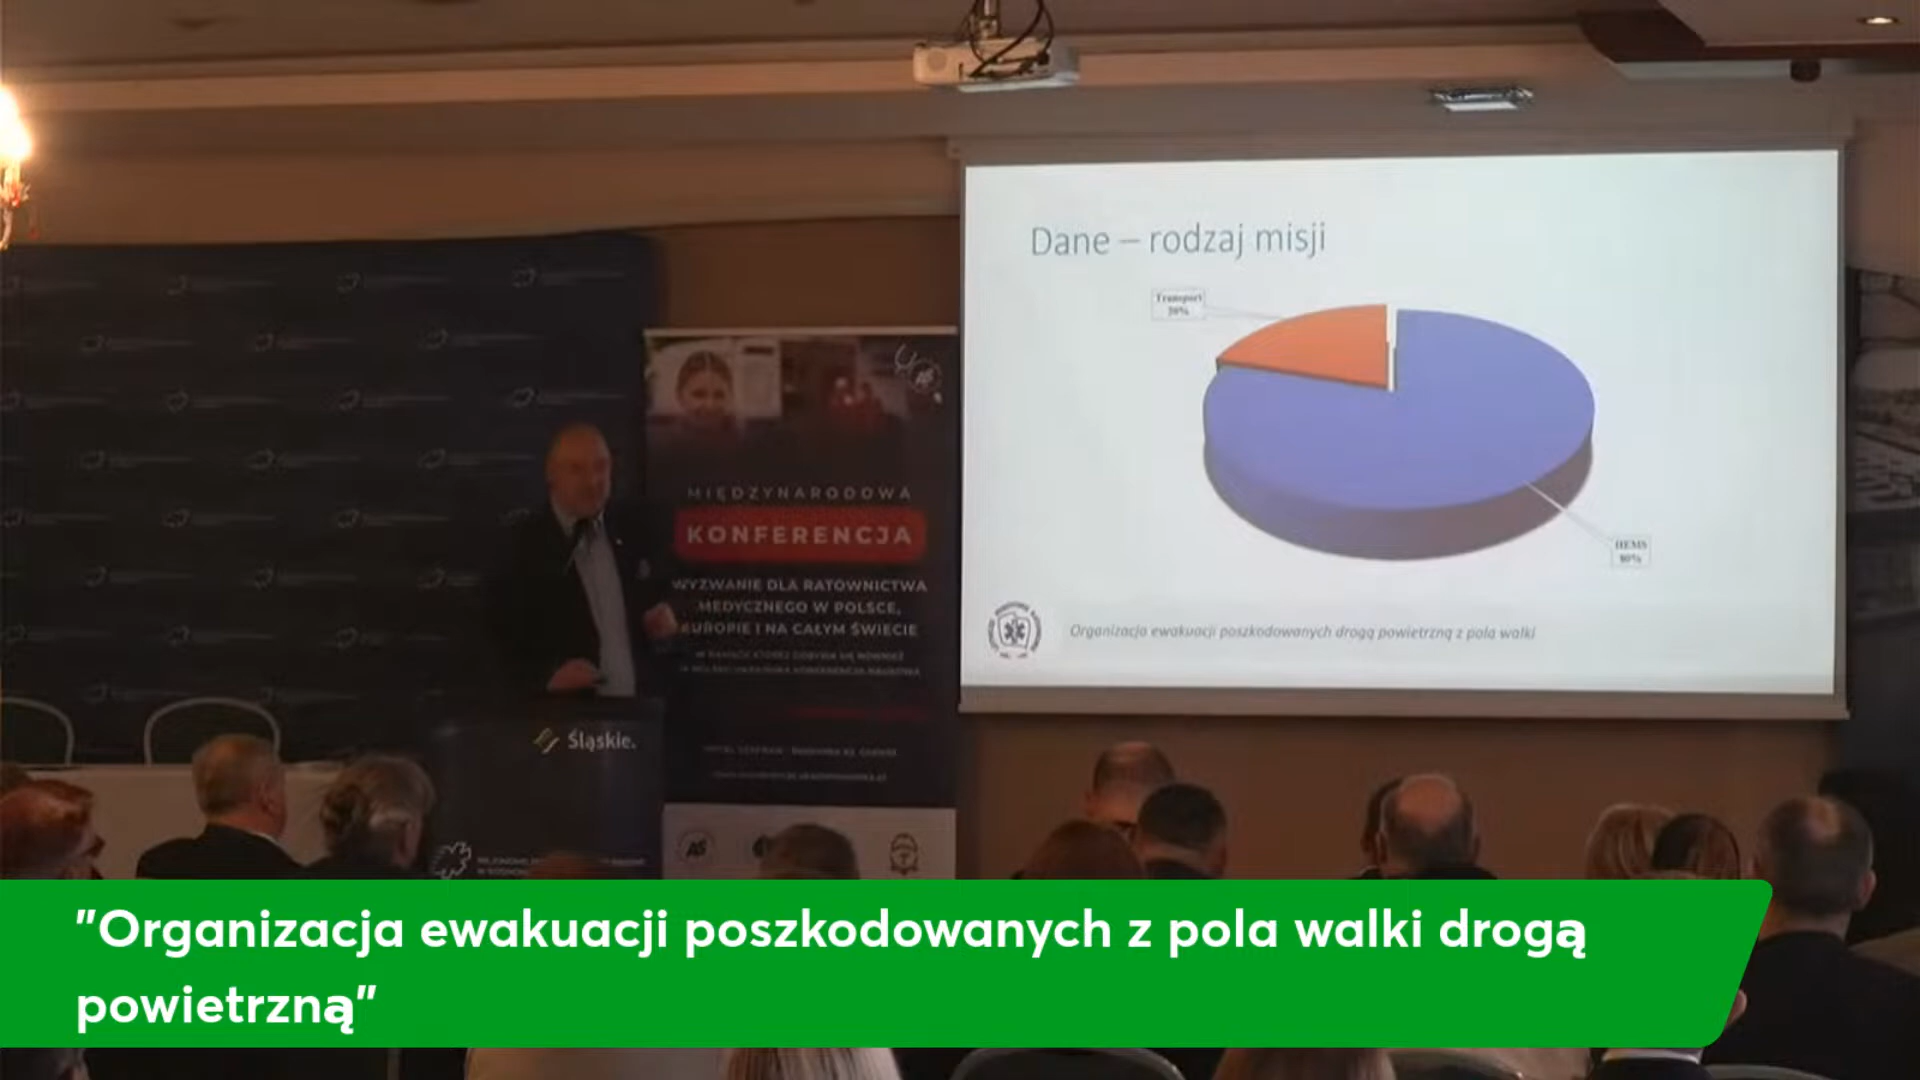 Dane – rodzaj misji
Transport
20%
HEMS
80%
Organizacja ewakuacji poszkodowanych drogą powietrzną z pola walki
MIĘDZYNARODOWA
KONFERENCJA
WYZWANIE DLA RATOWNICTWA
MEDYCZNEGO W POLSCE,
EUROPIE I NA CAŁYM ŚWIECIE
Śląskie.
"Organizacja ewakuacji poszkodowanych z pola walki drogą
powietrzną"